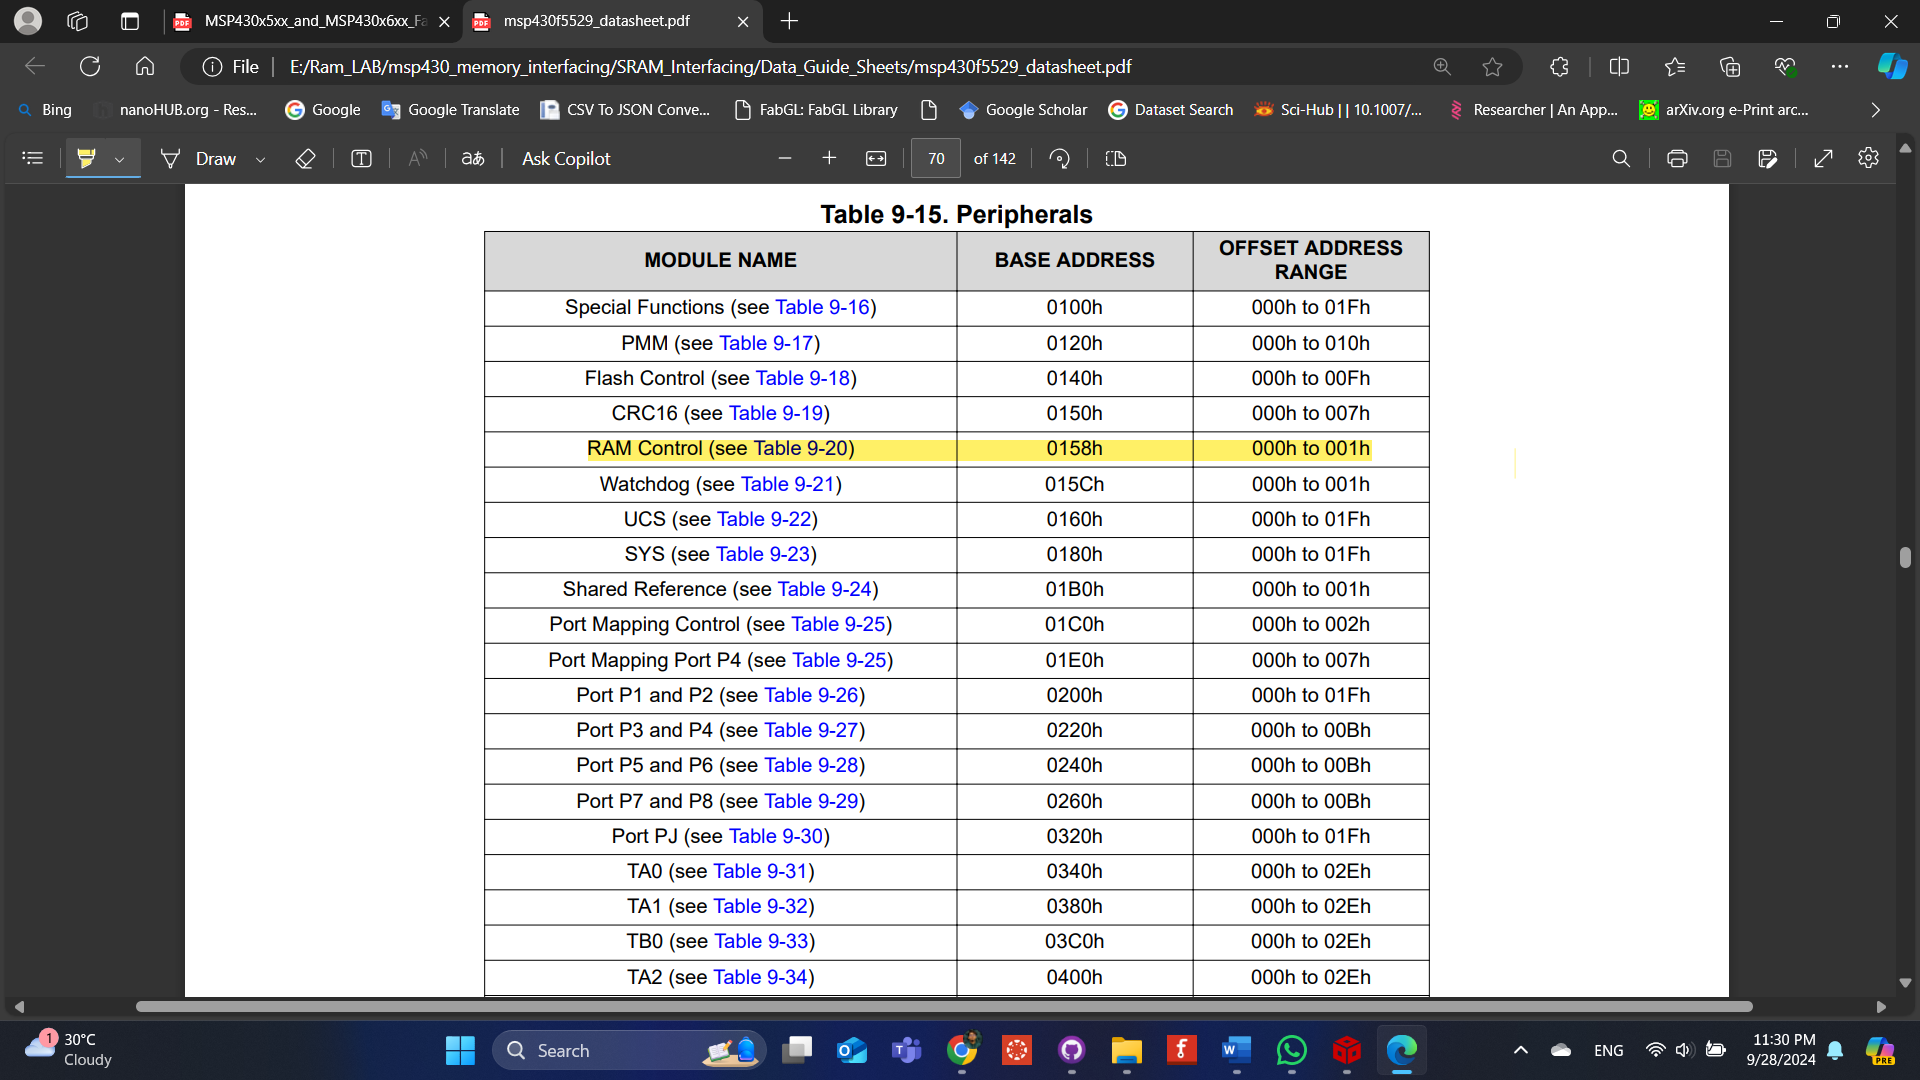 MSP430x5xx_and_MSP430x6xx_Fa
msp430f5529_datasheet.pdf
File
E:/Ram_LAB/msp430_memory_interfacing/SRAM_Interfacing/Data_Guide_Sheets/msp430f5529_datasheet.pdf
Bing
nanoHUB.org - Res...
Google
Google Translate
CSV To JSON Conve...
FabGL: FabGL Library
Google Scholar
Dataset Search
Sci-Hub | | 10.1007/...
Researcher | An App...
arXiv.org e-Print arc...
Draw
Ask Copilot
70
of 142
Table 9-15. Peripherals
MODULE NAME BASE ADDRESS OFFSET ADDRESS
RANGE
Special Functions (see Table 9-16) 0100h 000h to 01Fh
PMM (see Table 9-17) 0120h 000h to 010h
Flash Control (see Table 9-18) 0140h 000h to 00Fh
CRC16 (see Table 9-19) 0150h 000h to 007h
RAM Control (see Table 9-20) 0158h 000h to 001h
Watchdog (see Table 9-21) 015Ch 000h to 001h
UCS (see Table 9-22) 0160h 000h to 01Fh
SYS (see Table 9-23) 0180h 000h to 01Fh
Shared Reference (see Table 9-24) 01B0h 000h to 001h
Port Mapping Control (see Table 9-25) 01C0h 000h to 002h
Port Mapping Port P4 (see Table 9-25) 01E0h 000h to 007h
Port P1 and P2 (see Table 9-26) 0200h 000h to 01Fh
Port P3 and P4 (see Table 9-27) 0220h 000h to 00Bh
Port P5 and P6 (see Table 9-28) 0240h 000h to 00Bh
Port P7 and P8 (see Table 9-29) 0260h 000h to 00Bh
Port PJ (see Table 9-30) 0320h 000h to 01Fh
TA0 (see Table 9-31) 0340h 000h to 02Eh
TA1 (see Table 9-32) 0380h 000h to 02Eh
TB0 (see Table 9-33) 03C0h 000h to 02Eh
TA2 (see Table 9-34) 0400h 000h to 02Eh
1
30°C
Cloudy
Search
ENG
11:30 PM
9/28/2024
PRE